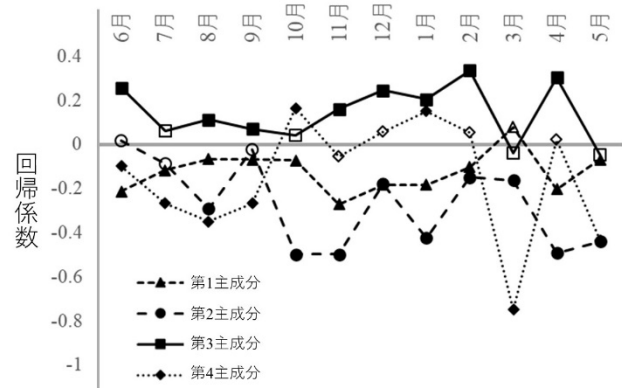 6月 7月 8月 9月 10月 11月 12月 1月 2月 3月 4月 5月
0.4
0.2
0
-0.2
-0.4
-0.6
-0.8
-1
回帰係数
第1主成分
第2主成分
第3主成分
第4主成分